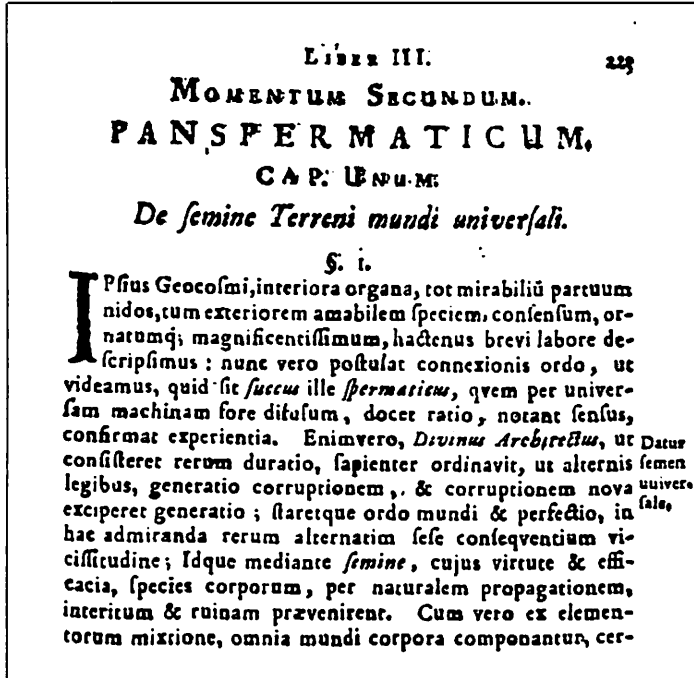 LIBER III. 223
MOMENTUM SECUNDUM.
PANSPERMATICUM.
CAP. UNUM.
De ſemine Terreni mundi univerſali.
§. 1.
IPſius Geocoſmi, interiora organa, tot mirabiliū partuum
nidos, tum exteriorem amabilem ſpeciem, conſenſum, or-
natumq; magnificentiſſimum, hactenus brevi labore de-
ſcripſimus : nunc vero poſtulat connexionis ordo, ut
videamus, quid ſit ſuccus ille ſpermaticus, qvem per univer-
ſam machinam fore difuſum, docet ratio, notant ſenſus,
confirmat experientia. Enimvero, Divinus Architectus, ut
conſiſteret rerum duratio, ſapienter ordinavit, ut alternis
legibus, generatio corruptionem, & corruptionem nova
exciperet generatio ; ſtaretque ordo mundi & perfectio, in
hac admiranda rerum alternatim ſeſe conſeqventium vi-
ciſſitudine ; Idque mediante ſemine, cujus virtute & effi-
cacia, ſpecies corporum, per naturalem propagationem,
interitum & ruinam prævenirent. Cum vero ex elemen-
torum mixtione, omnia mundi corpora componantur, cer-
Datur
ſemen
univer-
ſale.